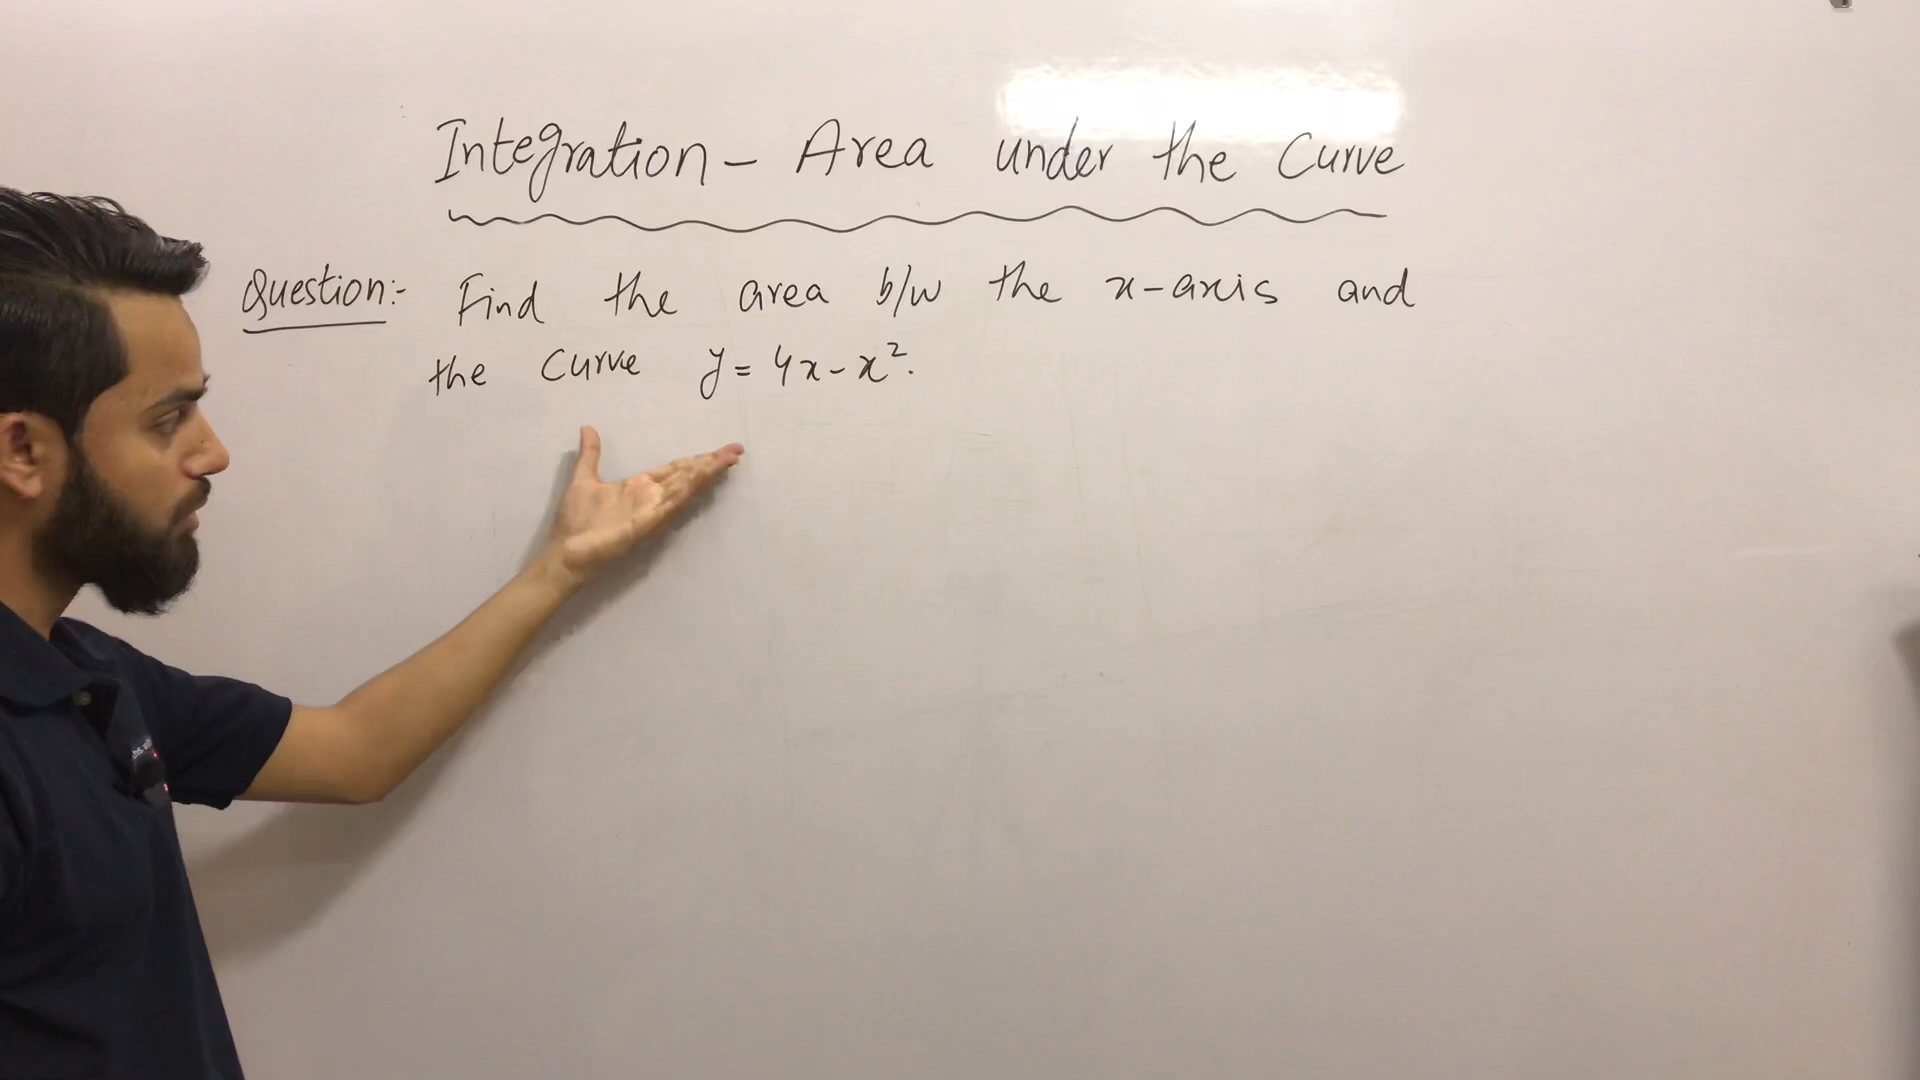 Integration - Area under the Curve
Question:- Find the area b/w the x-axis and
the Curve y = 4x - x².